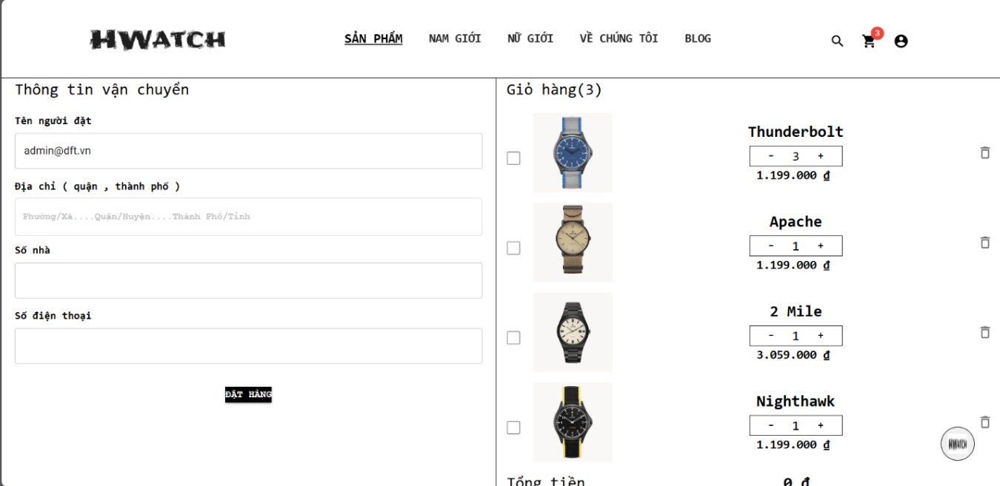 HWATCH
SẢN PHẨM NAM GIỚI NỮ GIỚI VỀ CHÚNG TÔI BLOG
3
Thông tin vận chuyển
Tên người đặt
admin@dft.vn
Địa chỉ ( quận , thành phố )
Phường/Xã....Quận/Huyện....Thành Phố/Tỉnh
Số nhà
Số điện thoại
ĐẶT HÀNG
Giỏ hàng(3)
Thunderbolt
- 3 +
1.199.000 ₫
Apache
- 1 +
1.199.000 ₫
2 Mile
- 1 +
3.059.000 ₫
Nighthawk
- 1 +
1.199.000 ₫
HWATCH
Tổng tiền 0 ₫